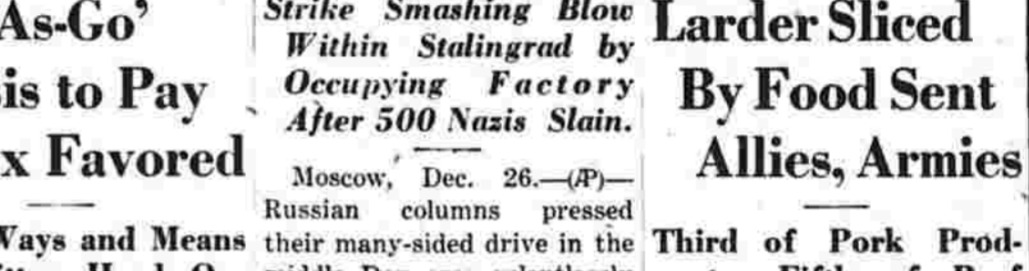 As-Go'
is to Pay
x Favored
Ways and Means
Strike Smashing Blow
Within Stalingrad by
Occupying Factory
After 500 Nazis Slain.
Moscow, Dec. 26.—(AP)—
Russian columns pressed
their many-sided drive in the
Larder Sliced
By Food Sent
Allies, Armies
Third of Pork Prod-